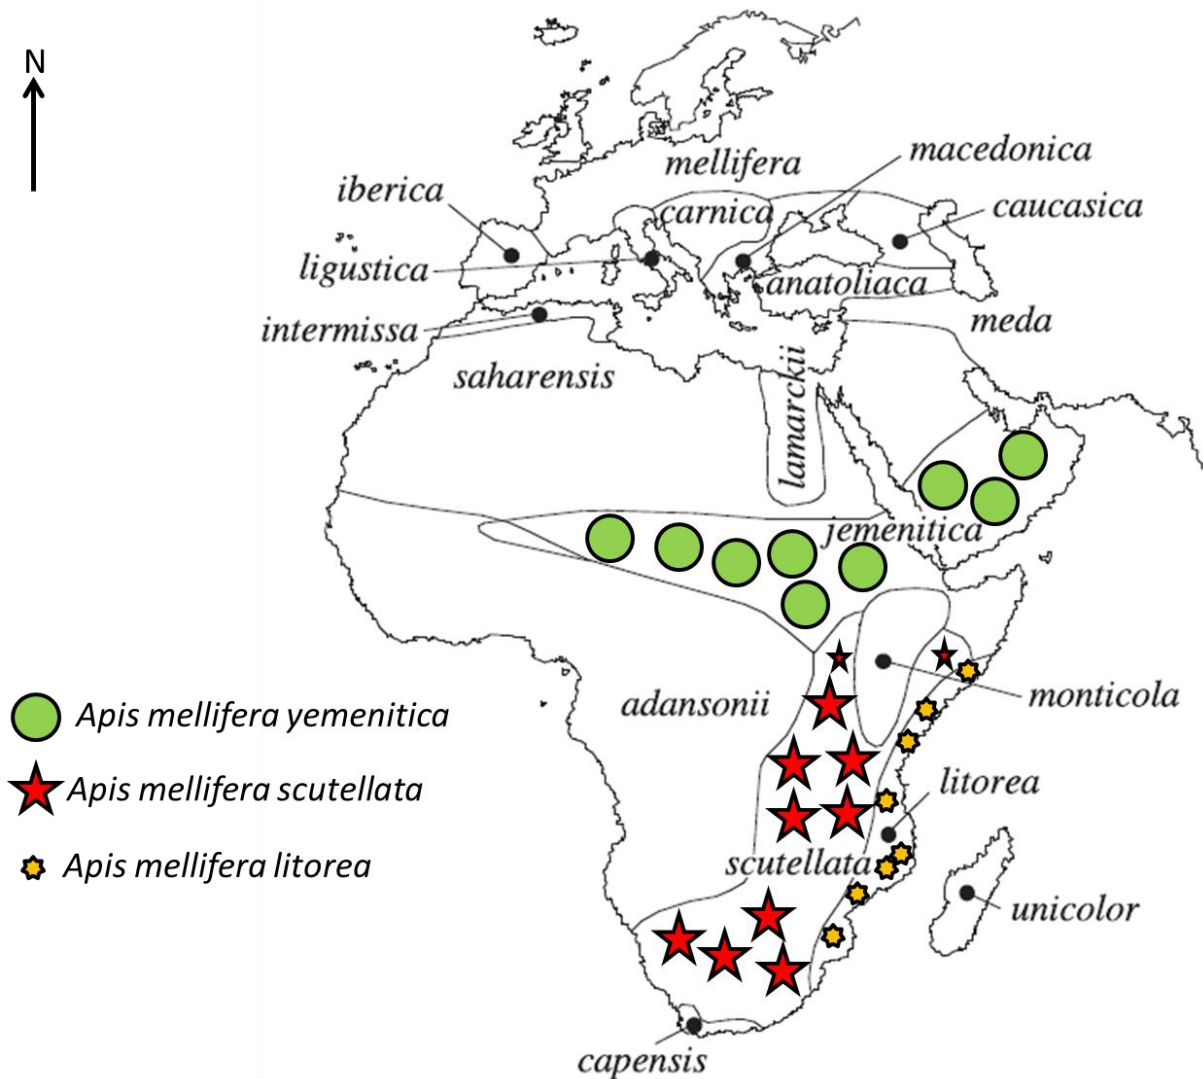 N
mellifera
macedonica
iberica
carnica
caucasica
ligustica
anatoliaca
intermissa
meda
saharensis
lamarckii
jemenitica
adansonii
monticola
Apis mellifera yemenitica
Apis mellifera scutellata
litorea
Apis mellifera litorea
scutellata
unicolor
capensis